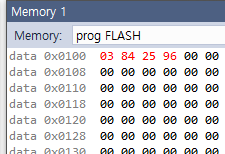 Memory 1
Memory: prog FLASH
data 0x0100 03 84 25 96 00 00
data 0x0108 00 00 00 00 00 00
data 0x0110 00 00 00 00 00 00
data 0x0118 00 00 00 00 00 00
data 0x0120 00 00 00 00 00 00
data 0x0128 00 00 00 00 00 00
data 0x0130 00 00 00 00 00 00